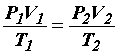 P₁V₁/T₁ = P₂V₂/T₂